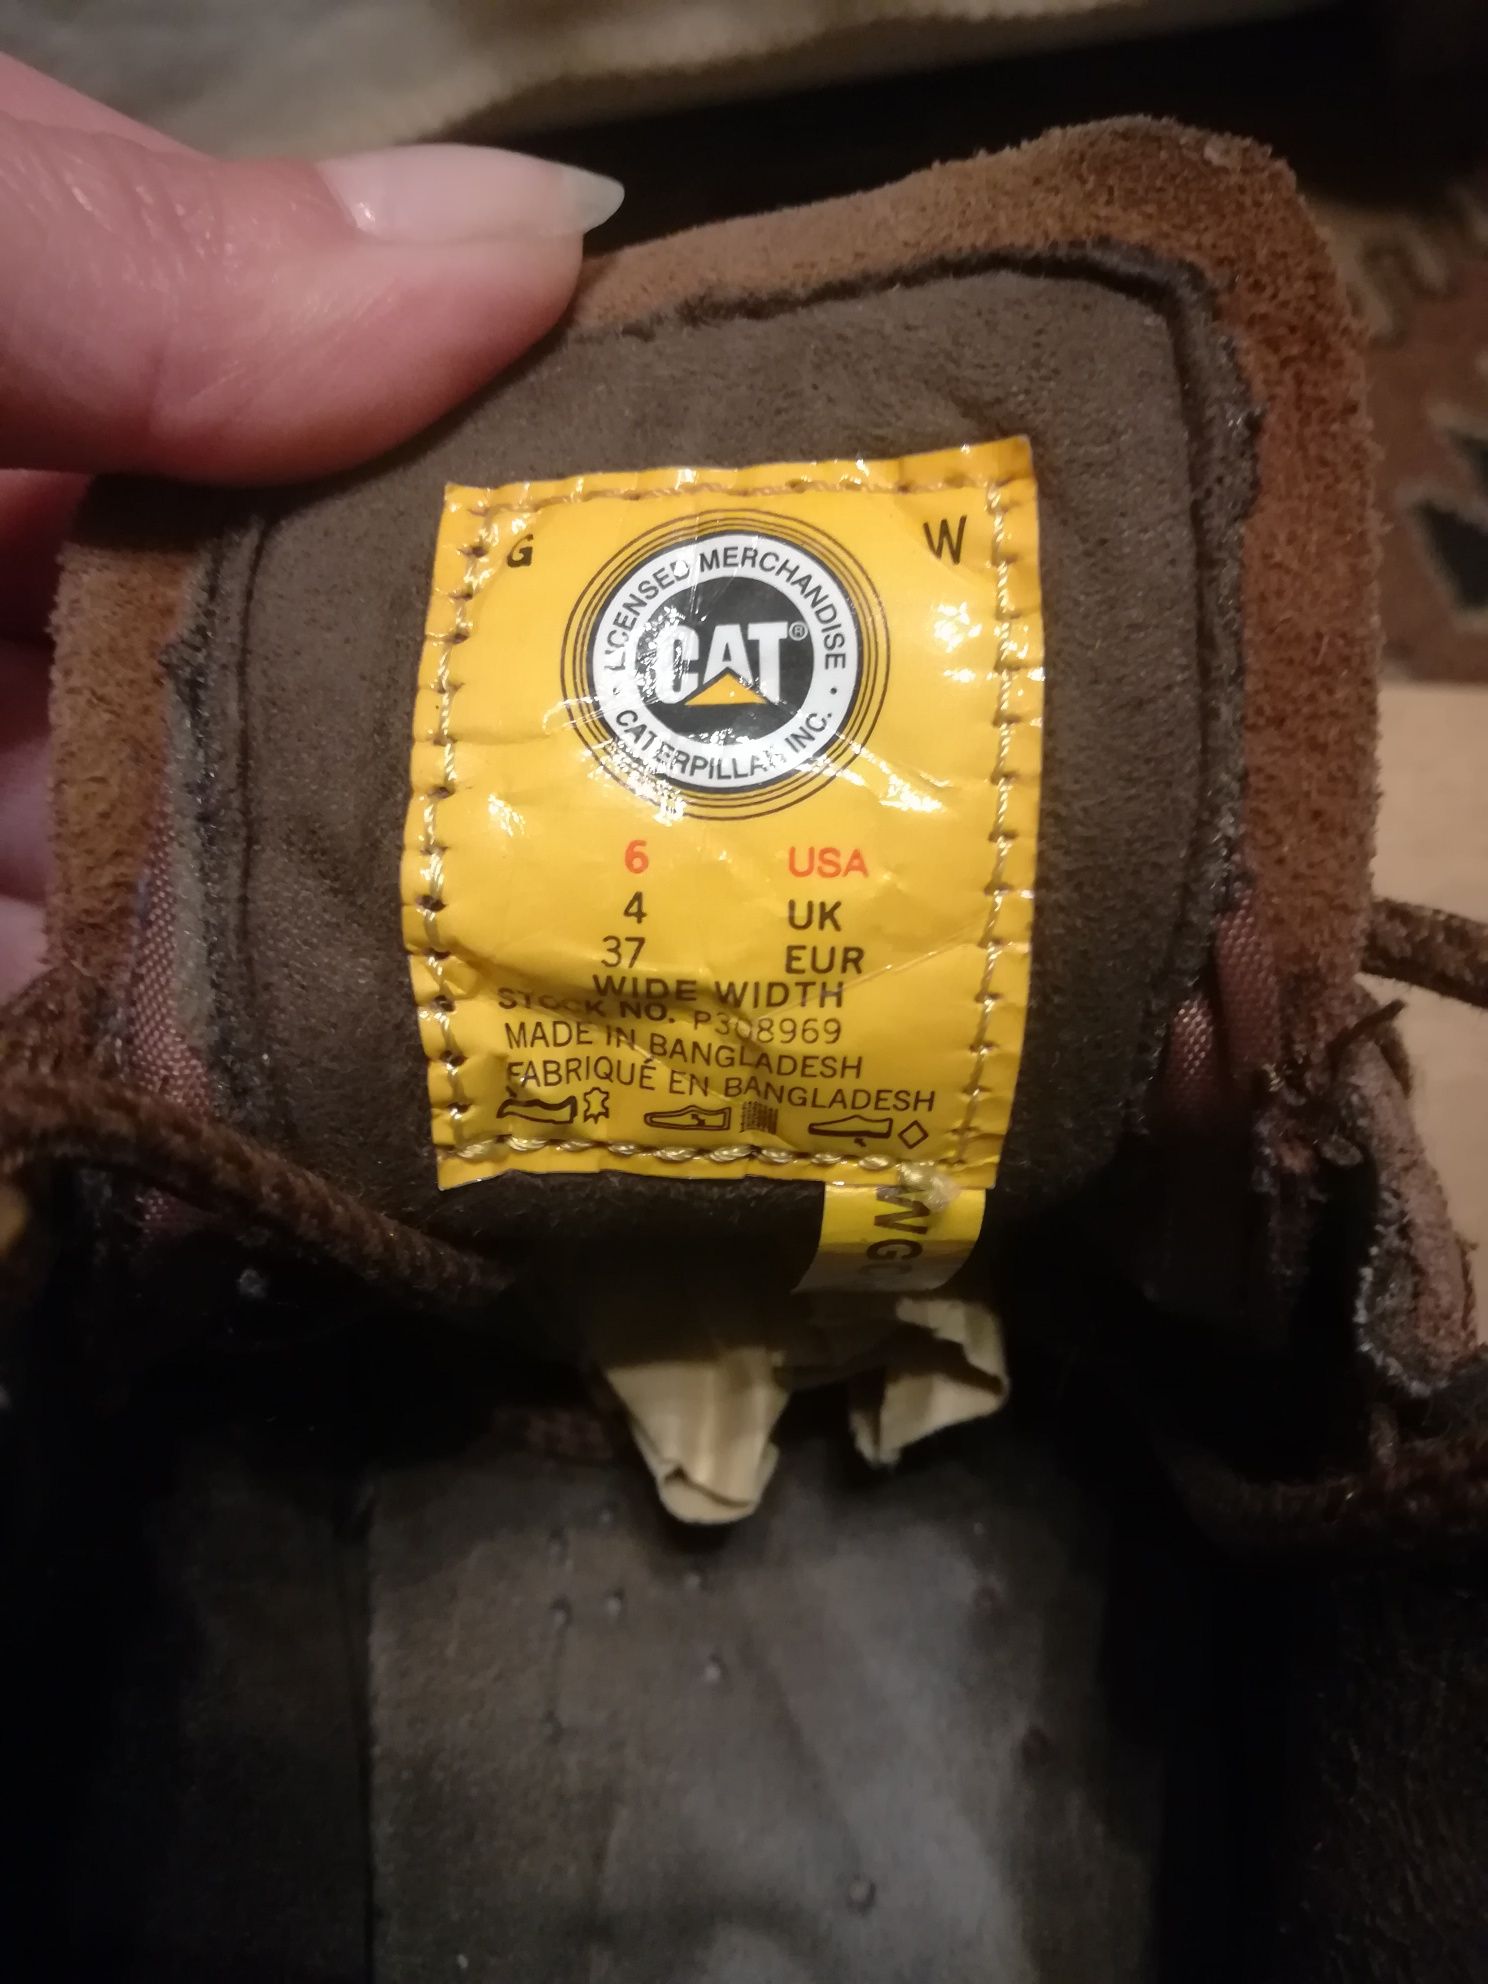 G W
LICENSED MERCHANDISE
CAT®
CATERPILLAR INC.
6 USA
4 UK
37 EUR
WIDE WIDTH
STOCK NO. P308969
MADE IN BANGLADESH
FABRIQUÉ EN BANGLADESH